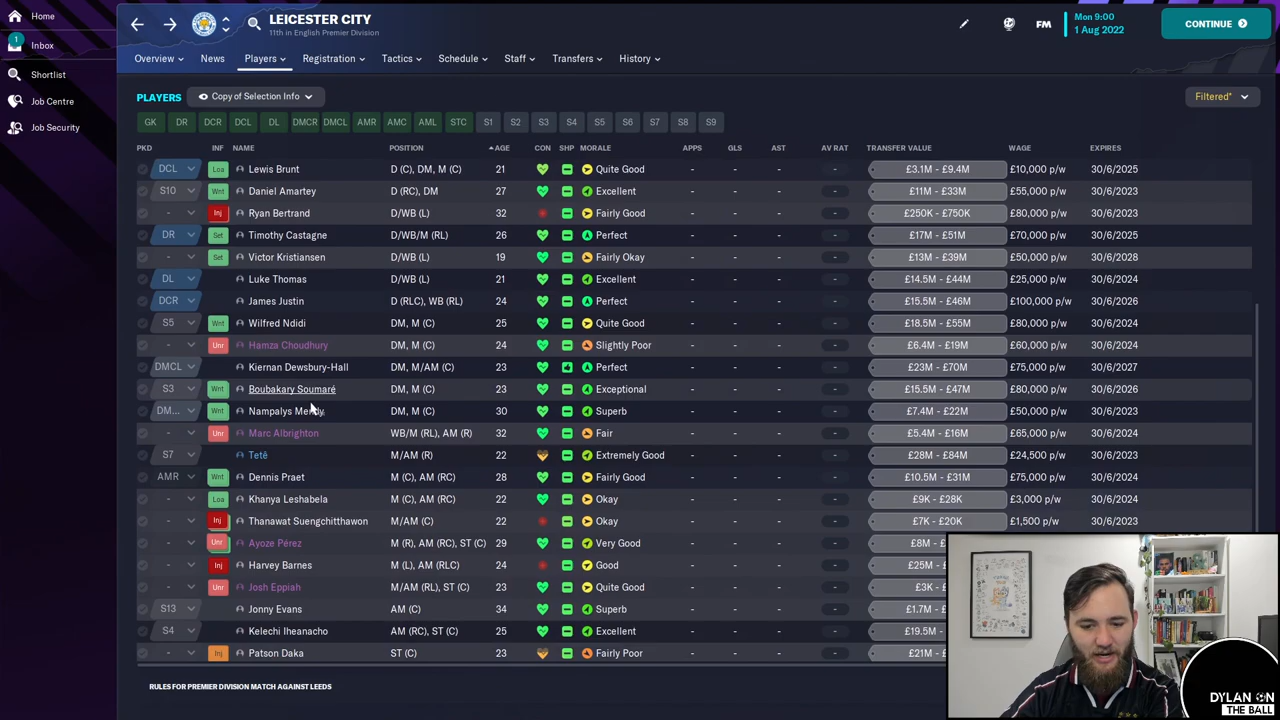 Home
LEICESTER CITY
11th in English Premier Division
FM
Mon 9:00
1 Aug 2022
CONTINUE
1
Inbox
Shortlist
Job Centre
Job Security
Overview News Players Registration Tactics Schedule Staff Transfers History
PLAYERS Copy of Selection Info Filtered*
GK DR DCR DCL DL DMCR DMCL AMR AMC AML STC S1 S2 S3 S4 S5 S6 S7 S8 S9
PKD INF NAME POSITION AGE CON SHP MORALE APPS GLS AST AV RAT TRANSFER VALUE WAGE EXPIRES
DCL Loa Lewis Brunt D (C), DM, M (C) 21 Quite Good - - - - £3.1M - £9.4M £10,000 p/w 30/6/2025
S10 Wnt Daniel Amartey D (RC), DM 27 Excellent - - - - £11M - £33M £55,000 p/w 30/6/2023
- Inj Ryan Bertrand D/WB (L) 32 Fairly Good - - - - £250K - £750K £80,000 p/w 30/6/2023
DR Set Timothy Castagne D/WB/M (RL) 26 Perfect - - - - £17M - £51M £70,000 p/w 30/6/2025
- Set Victor Kristiansen D/WB (L) 19 Fairly Okay - - - - £13M - £39M £50,000 p/w 30/6/2028
DL Luke Thomas D/WB (L) 21 Excellent - - - - £14.5M - £44M £25,000 p/w 30/6/2024
DCR James Justin D (RLC), WB (RL) 24 Perfect - - - - £15.5M - £46M £100,000 p/w 30/6/2026
S5 Wnt Wilfred Ndidi DM, M (C) 25 Quite Good - - - - £18.5M - £55M £80,000 p/w 30/6/2024
- Unr Hamza Choudhury DM, M (C) 24 Slightly Poor - - - - £6.4M - £19M £60,000 p/w 30/6/2024
DMCL Kiernan Dewsbury-Hall DM, M/AM (C) 23 Perfect - - - - £23M - £70M £75,000 p/w 30/6/2024
S3 Wnt Boubakary Soumaré DM, M (C) 23 Exceptional - - - - £15.5M - £47M £80,000 p/w 30/6/2026
DM... Wnt Nampalys Mendy DM, M (C) 30 Superb - - - - £7.4M - £22M £50,000 p/w 30/6/2023
- Unr Marc Albrighton WB/M (RL), AM (R) 32 Fair - - - - £5.4M - £16M £65,000 p/w 30/6/2024
S7 Tetê M/AM (R) 22 Extremely Good - - - - £28M - £84M £24,500 p/w 30/6/2023
AMR Wnt Dennis Praet M (C), AM (RC) 28 Fairly Good - - - - £10.5M - £31M £75,000 p/w 30/6/2024
- Loa Khanya Leshabela M (C), AM (RC) 22 Okay - - - - £9K - £28K £3,000 p/w 30/6/2024
- Inj Thanawat Suengchitthawon M/AM (C) 22 Okay - - - - £7K - £20K £1,500 p/w 30/6/2023
- Unr Ayoze Pérez M (R), AM (RC), ST (C) 29 Very Good - - - - £8M -
- Inj Harvey Barnes M (L), AM (RLC) 24 Good - - - - £25M -
- Unr Josh Eppiah M/AM (RL), ST (C) 23 Quite Good - - - - £3K -
S13 Jonny Evans AM (C) 34 Superb - - - - £1.7M -
S4 Kelechi Iheanacho AM (RC), ST (C) 25 Excellent - - - - £19.5M -
- Inj Patson Daka ST (C) 23 Fairly Poor - - - - £21M -
RULES FOR PREMIER DIVISION MATCH AGAINST LEEDS
DYLAN ON
THE BALL